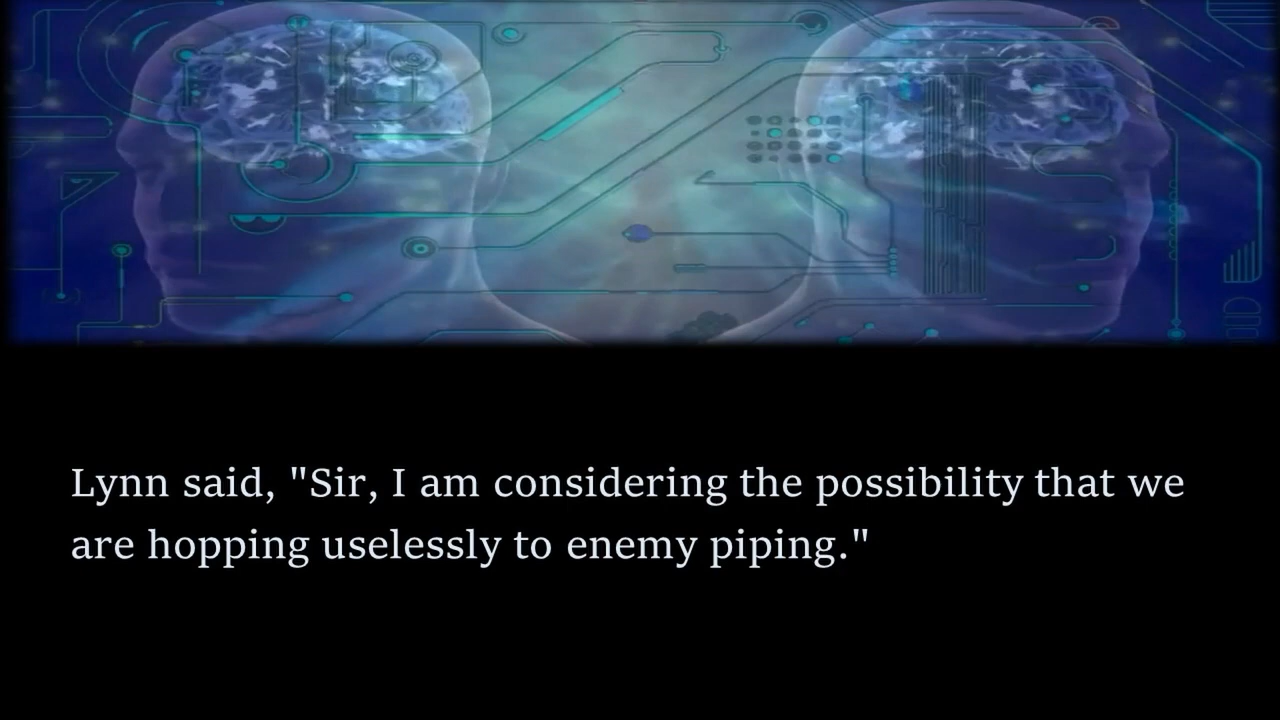 Lynn said, "Sir, I am considering the possibility that we
are hopping uselessly to enemy piping."